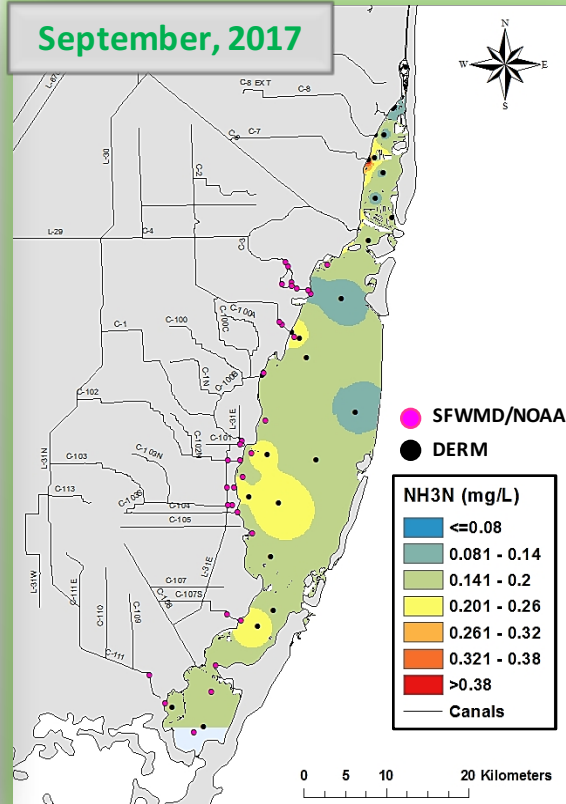 September, 2017
N
W
E
S
L-30
C-8 EXT
C-8
C-7
C-6
C-2
L-29
C-4
C-3
C-100A
C-100C
C-1
C-100
C-1N
C-100B
C-102
L-31E
C-101
C-102N
L-31N
C-103
C-103N
C-113
C-103S
C-104
C-105
L-31W
C-111E
C-110
C-109
C-108
C-107
C-107S
L-31E
C-111
SFWMD/NOAA
DERM
NH3N (mg/L)
<=0.08
0.081 - 0.14
0.141 - 0.2
0.201 - 0.26
0.261 - 0.32
0.321 - 0.38
>0.38
Canals
0 5 10 20 Kilometers